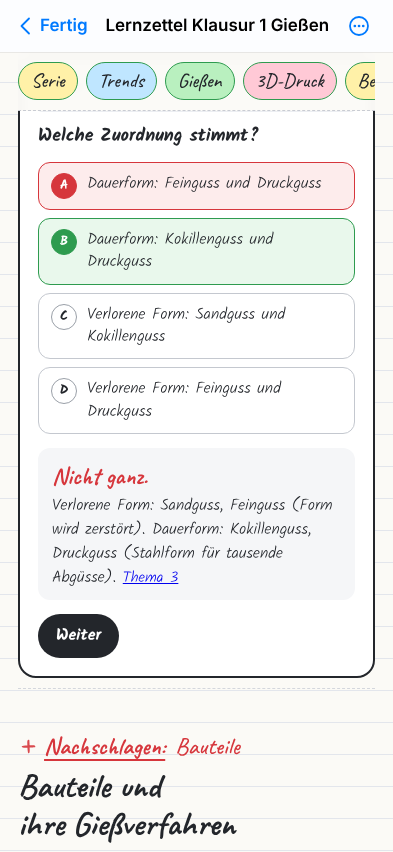 Fertig
Lernzettel Klausur 1 Gießen
Serie
Trends
Gießen
3D-Druck
Be
Welche Zuordnung stimmt?
A
Dauerform: Feinguss und Druckguss
B
Dauerform: Kokillenguss und
Druckguss
C
Verlorene Form: Sandguss und
Kokillenguss
D
Verlorene Form: Feinguss und
Druckguss
Nicht ganz.
Verlorene Form: Sandguss, Feinguss (Form
wird zerstört). Dauerform: Kokillenguss,
Druckguss (Stahlform für tausende
Abgüsse). Thema 3
Weiter
+ Nachschlagen: Bauteile
Bauteile und
ihre Gießverfahren